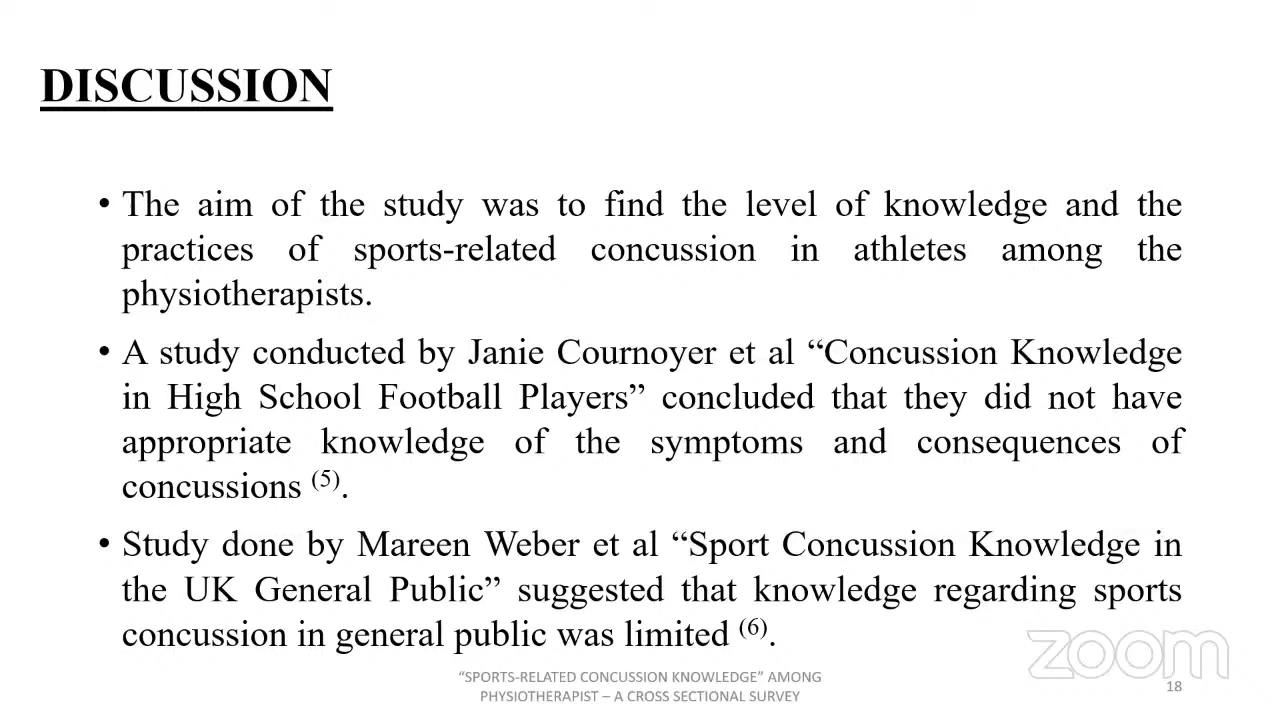 DISCUSSION
• The aim of the study was to find the level of knowledge and the
practices of sports-related concussion in athletes among the
physiotherapists.
• A study conducted by Janie Cournoyer et al “Concussion Knowledge
in High School Football Players” concluded that they did not have
appropriate knowledge of the symptoms and consequences of
concussions (5).
• Study done by Mareen Weber et al “Sport Concussion Knowledge in
the UK General Public” suggested that knowledge regarding sports
concussion in general public was limited (6).
zoom
“SPORTS-RELATED CONCUSSION KNOWLEDGE” AMONG
PHYSIOTHERAPIST – A CROSS SECTIONAL SURVEY
18